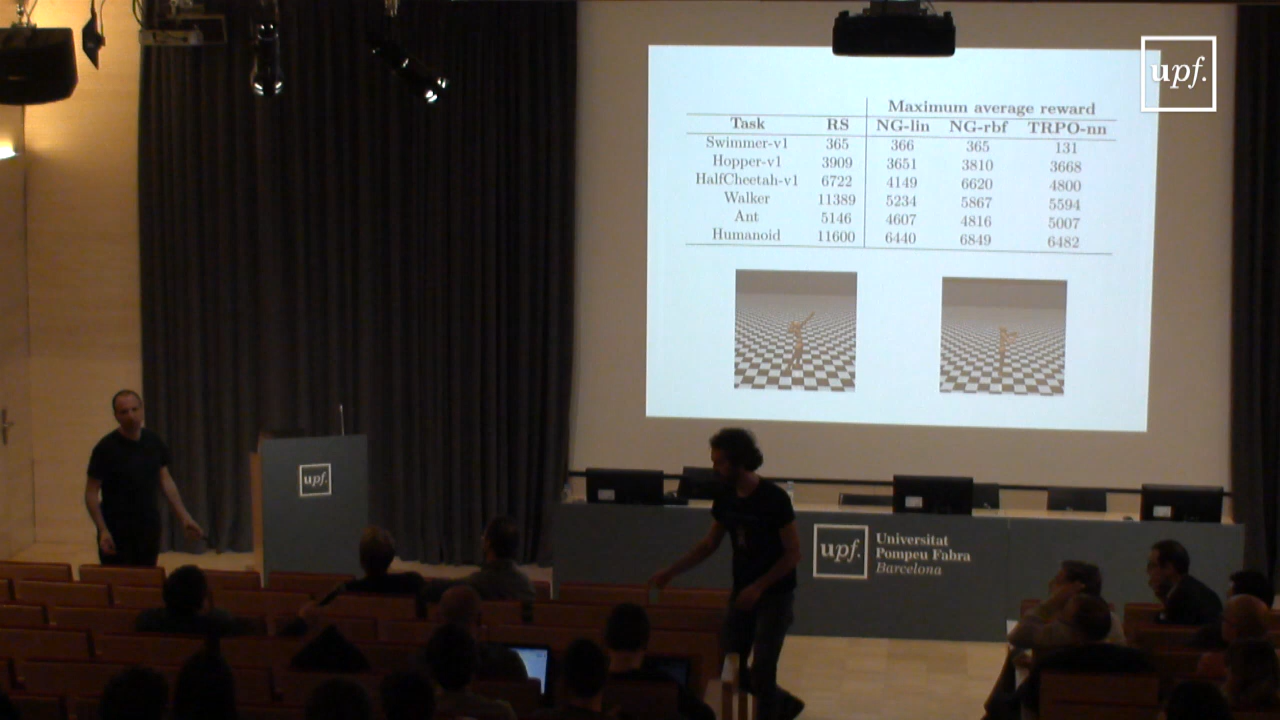 upf.
Maximum average reward
Task RS NG-lin NG-rbf TRPO-nn
Swimmer-v1 365 366 365 131
Hopper-v1 3909 3651 3810 3668
HalfCheetah-v1 6722 4149 6620 4800
Walker 11389 5234 5867 5594
Ant 5146 4607 4816 5007
Humanoid 11600 6440 6849 6482
upf.
upf.
Universitat
Pompeu Fabra
Barcelona